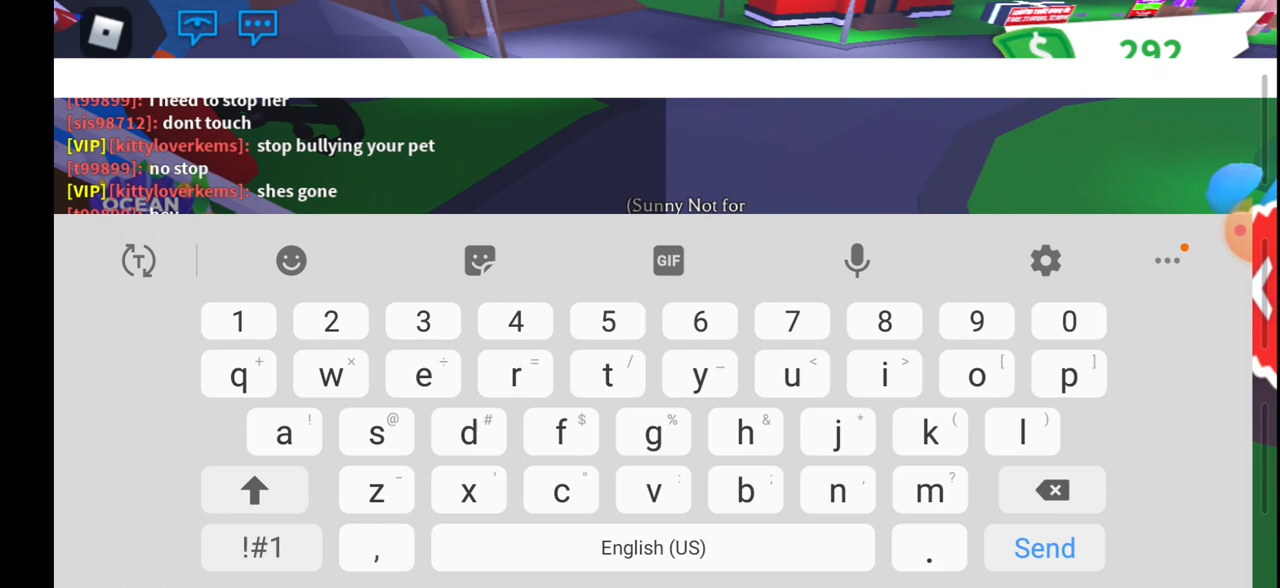 292
[t99899]: I need to stop her
[sis98712]: dont touch
[VIP][kittyloverkems]: stop bullying your pet
[t99899]: no stop
[VIP][kittyloverkems]: shes gone
OCEAN
(Sunny Not for
T
GIF
1 2 3 4 5 6 7 8 9 0
q + w × e ÷ r = t / y _ u < i > o [ p ]
a ! s @ d # f $ g % h & j * k ( l )
z - x ' c " v : b ; n , m ?
!#1 , English (US) . Send